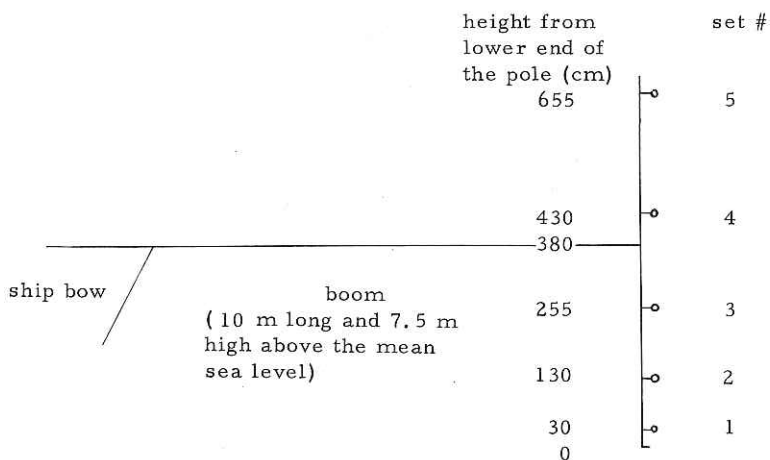 height from set #
lower end of
the pole (cm)
655 5
430 4
380
ship bow
boom
(10 m long and 7.5 m
high above the mean
sea level)
255 3
130 2
30 1
0